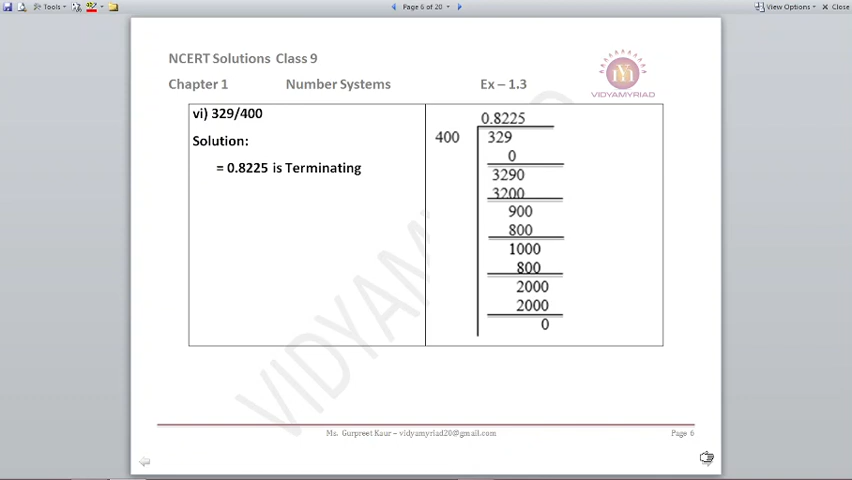 Tools
Page 6 of 20
View Options
Close
NCERT Solutions Class 9
Chapter 1 Number Systems Ex – 1.3
VIDYAMYRIAD
vi) 329/400
Solution:
= 0.8225 is Terminating
0.8225
400 329
0
3290
3200
900
800
1000
800
2000
2000
0
VIDYAM
D
Ms. Gurpreet Kaur – vidyamyriad20@gmail.com Page 6